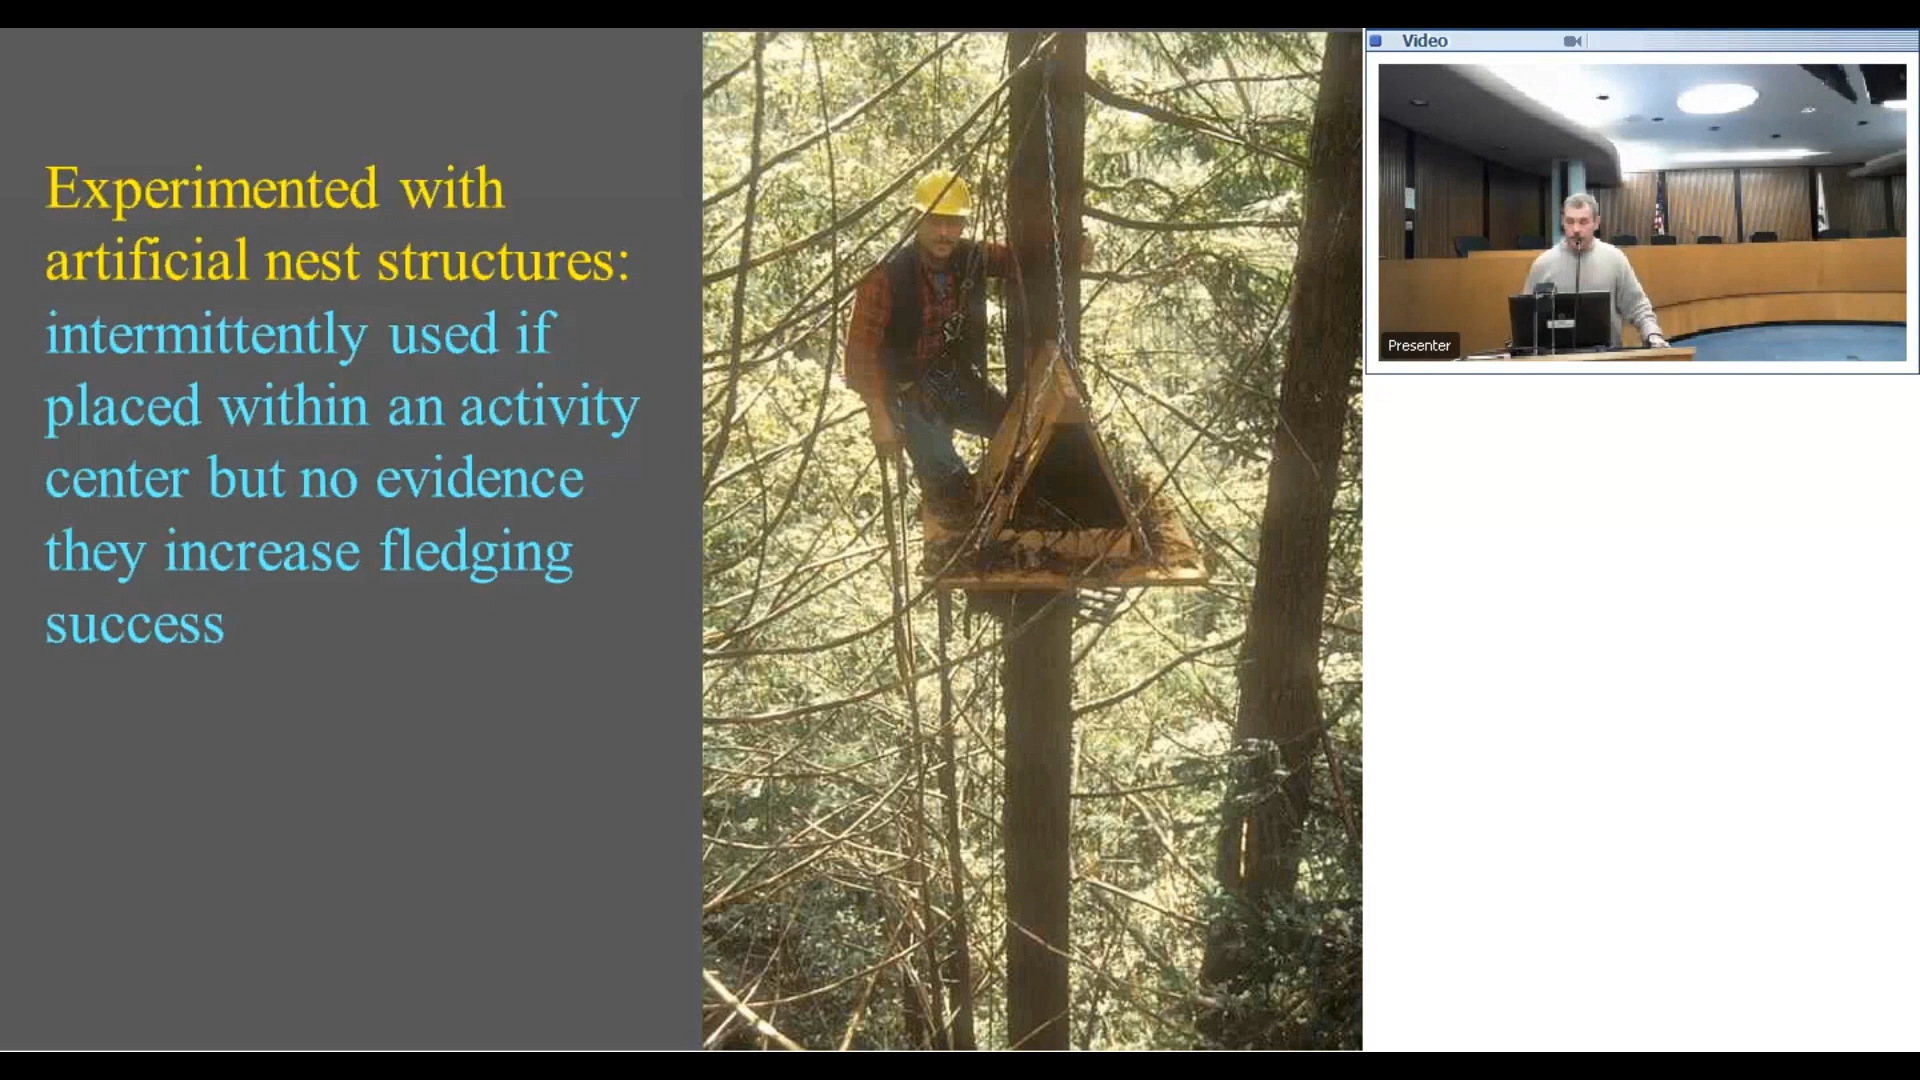 Experimented with
artificial nest structures:
intermittently used if
placed within an activity
center but no evidence
they increase fledging
success
Video
Presenter